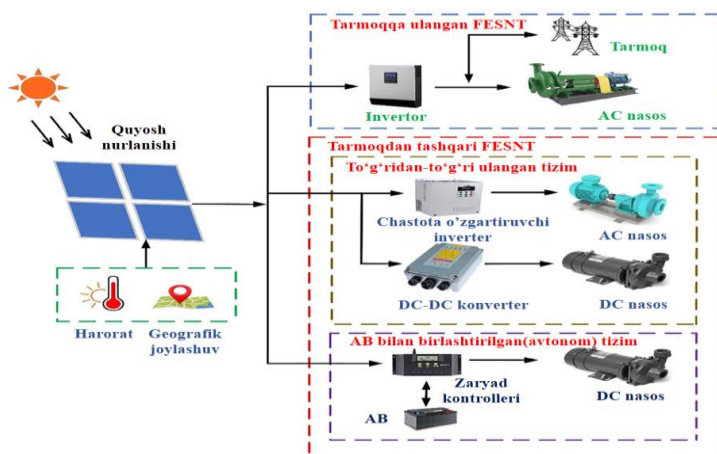 Tarmoqqa ulangan FESNT
Tarmoq
Invertor
AC nasos
Quyosh
nurlanishi
Tarmoqdan tashqari FESNT
To‘g‘ridan-to‘g‘ri ulangan tizim
Chastota o’zgartiruvchi
inverter
AC nasos
DC-DC konverter
DC nasos
Harorat
Geografik
joylashuv
AB bilan birlashtirilgan(avtonom) tizim
Zaryad
kontrolleri
DC nasos
AB